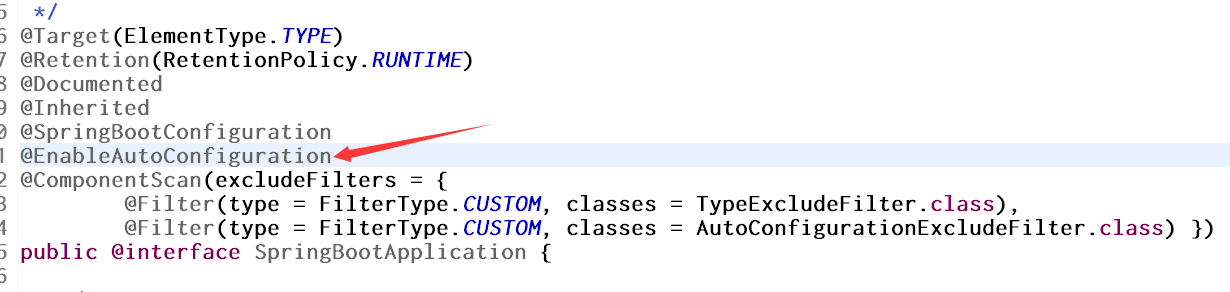 5  */
6 @Target(ElementType.TYPE)
7 @Retention(RetentionPolicy.RUNTIME)
8 @Documented
9 @Inherited
0 @SpringBootConfiguration
1 @EnableAutoConfiguration
2 @ComponentScan(excludeFilters = {
3         @Filter(type = FilterType.CUSTOM, classes = TypeExcludeFilter.class),
4         @Filter(type = FilterType.CUSTOM, classes = AutoConfigurationExcludeFilter.class) })
5 public @interface SpringBootApplication {
6